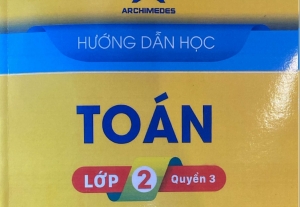 ARCHIMEDES
HƯỚNG DẪN HỌC
TOÁN
LỚP 2 Quyển 3